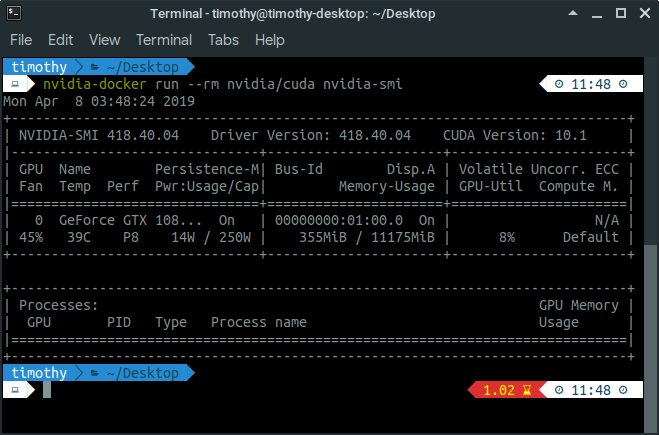 Terminal - timothy@timothy-desktop: ~/Desktop
File Edit View Terminal Tabs Help
timothy ~/Desktop
nvidia-docker run --rm nvidia/cuda nvidia-smi 11:48
Mon Apr  8 03:48:24 2019
+-----------------------------------------------------------------------------+
| NVIDIA-SMI 418.40.04    Driver Version: 418.40.04    CUDA Version: 10.1     |
|-------------------------------+----------------------+----------------------+
| GPU  Name        Persistence-M| Bus-Id        Disp.A | Volatile Uncorr. ECC |
| Fan  Temp  Perf  Pwr:Usage/Cap|         Memory-Usage | GPU-Util  Compute M. |
|===============================+======================+======================|
|   0  GeForce GTX 108...  On   | 00000000:01:00.0  On |                  N/A |
| 45%   39C    P8    14W / 250W |    355MiB / 11175MiB |      8%      Default |
+-------------------------------+----------------------+----------------------+
+-----------------------------------------------------------------------------+
| Processes:                                                       GPU Memory |
|  GPU       PID   Type   Process name                             Usage      |
|=============================================================================|
+-----------------------------------------------------------------------------+
timothy ~/Desktop
1.02 11:48